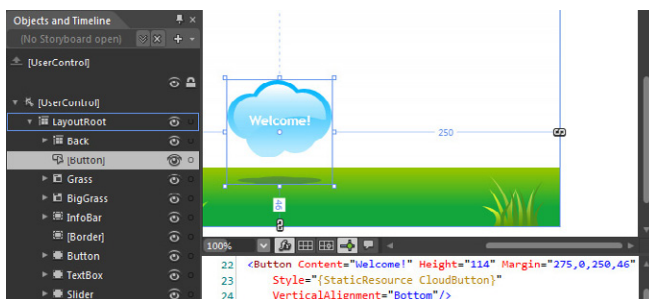 Objects and Timeline
(No Storyboard open)
[UserControl]
[UserControl]
LayoutRoot
Back
[Button]
Grass
BigGrass
InfoBar
[Border]
Button
TextBox
Slider
Welcome!
250
46
100%
22 <Button Content="Welcome!" Height="114" Margin="275,0,250,46"
23 Style="{StaticResource CloudButton}"
24 VerticalAlignment="Bottom"/>